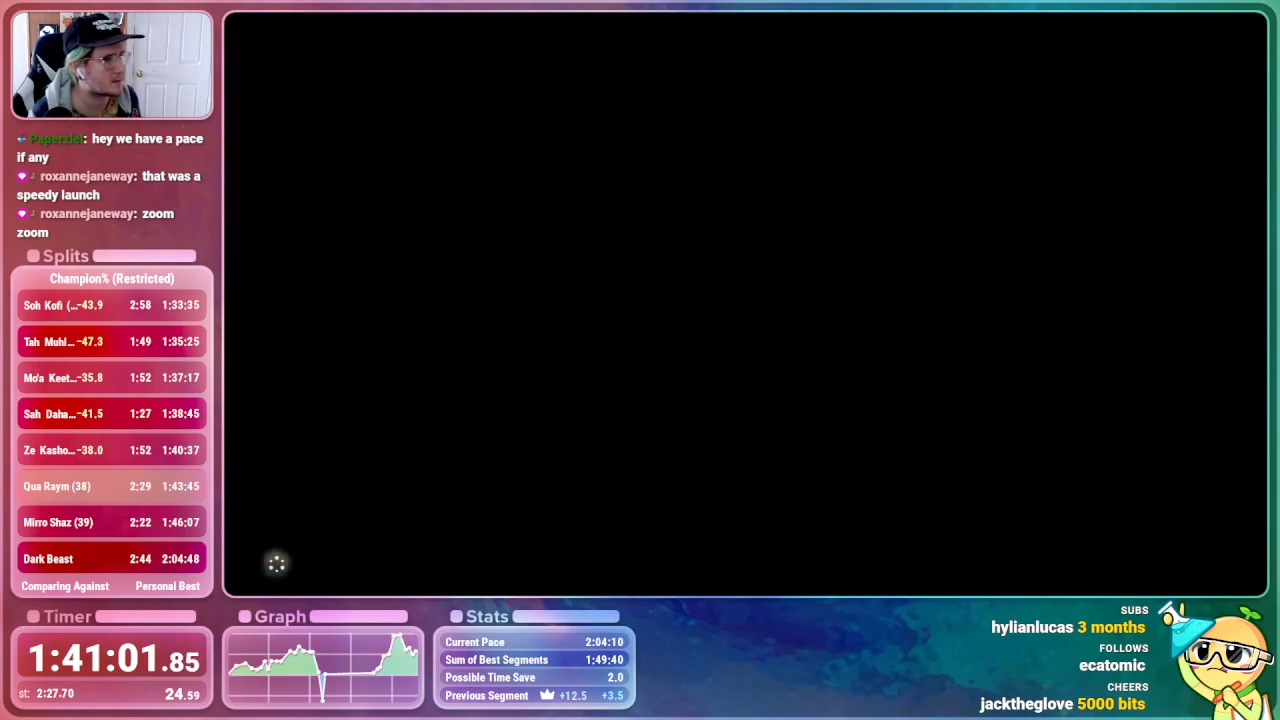 Paperzlel: hey we have a pace
if any
roxannejaneway: that was a
speedy launch
roxannejaneway: zoom
zoom
Splits
Champion% (Restricted)
Soh Kofi (... -43.9 2:58 1:33:35
Tah Muhl... -47.3 1:49 1:35:25
Mo'a Keet... -35.8 1:52 1:37:17
Sah Daha... -41.5 1:27 1:38:45
Ze Kasho... -38.0 1:52 1:40:37
Qua Raym (38) 2:29 1:43:45
Mirro Shaz (39) 2:22 1:46:07
Dark Beast 2:44 2:04:48
Comparing Against Personal Best
Timer
1:41:01.85
st: 2:27.70 24.59
Graph
Stats
Current Pace 2:04:10
Sum of Best Segments 1:49:40
Possible Time Save 2.0
Previous Segment +12.5 +3.5
SUBS
hylianlucas 3 months
FOLLOWS
ecatomic
CHEERS
jacktheglove 5000 bits